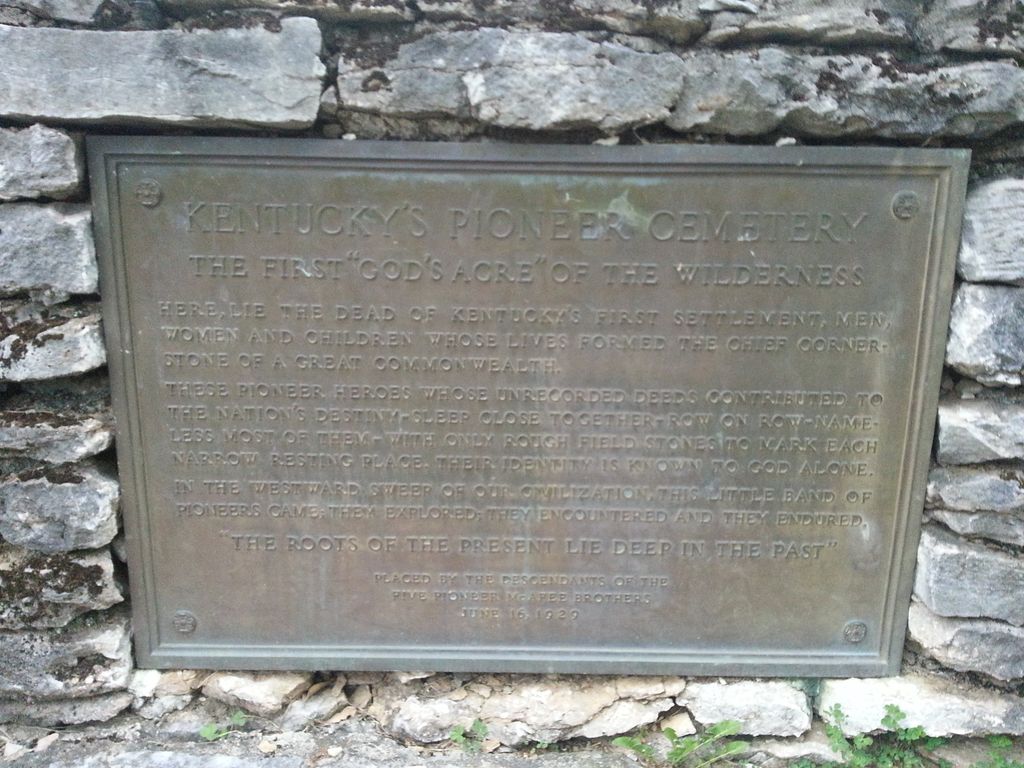 KENTUCKY'S PIONEER CEMETERY
THE FIRST "GOD'S ACRE" OF THE WILDERNESS
HERE, LIE THE DEAD OF KENTUCKY'S FIRST SETTLEMENT, MEN,
WOMEN AND CHILDREN WHOSE LIVES FORMED THE CHIEF CORNER-
STONE OF A GREAT COMMONWEALTH.
THESE PIONEER HEROES WHOSE UNRECORDED DEEDS CONTRIBUTED TO
THE NATION'S DESTINY-SLEEP CLOSE TOGETHER-ROW ON ROW-NAME-
LESS MOST OF THEM-WITH ONLY ROUGH FIELD STONES TO MARK EACH
NARROW RESTING PLACE. THEIR IDENTITY IS KNOWN TO GOD ALONE.
IN THE WESTWARD SWEEP OF OUR CIVILIZATION, THIS LITTLE BAND OF
PIONEERS CAME; THEY EXPLORED; THEY ENCOUNTERED AND THEY ENDURED.
"THE ROOTS OF THE PRESENT LIE DEEP IN THE PAST"
PLACED BY THE DESCENDANTS OF THE
FIVE PIONEER McAFEE BROTHERS
JUNE 16, 1929